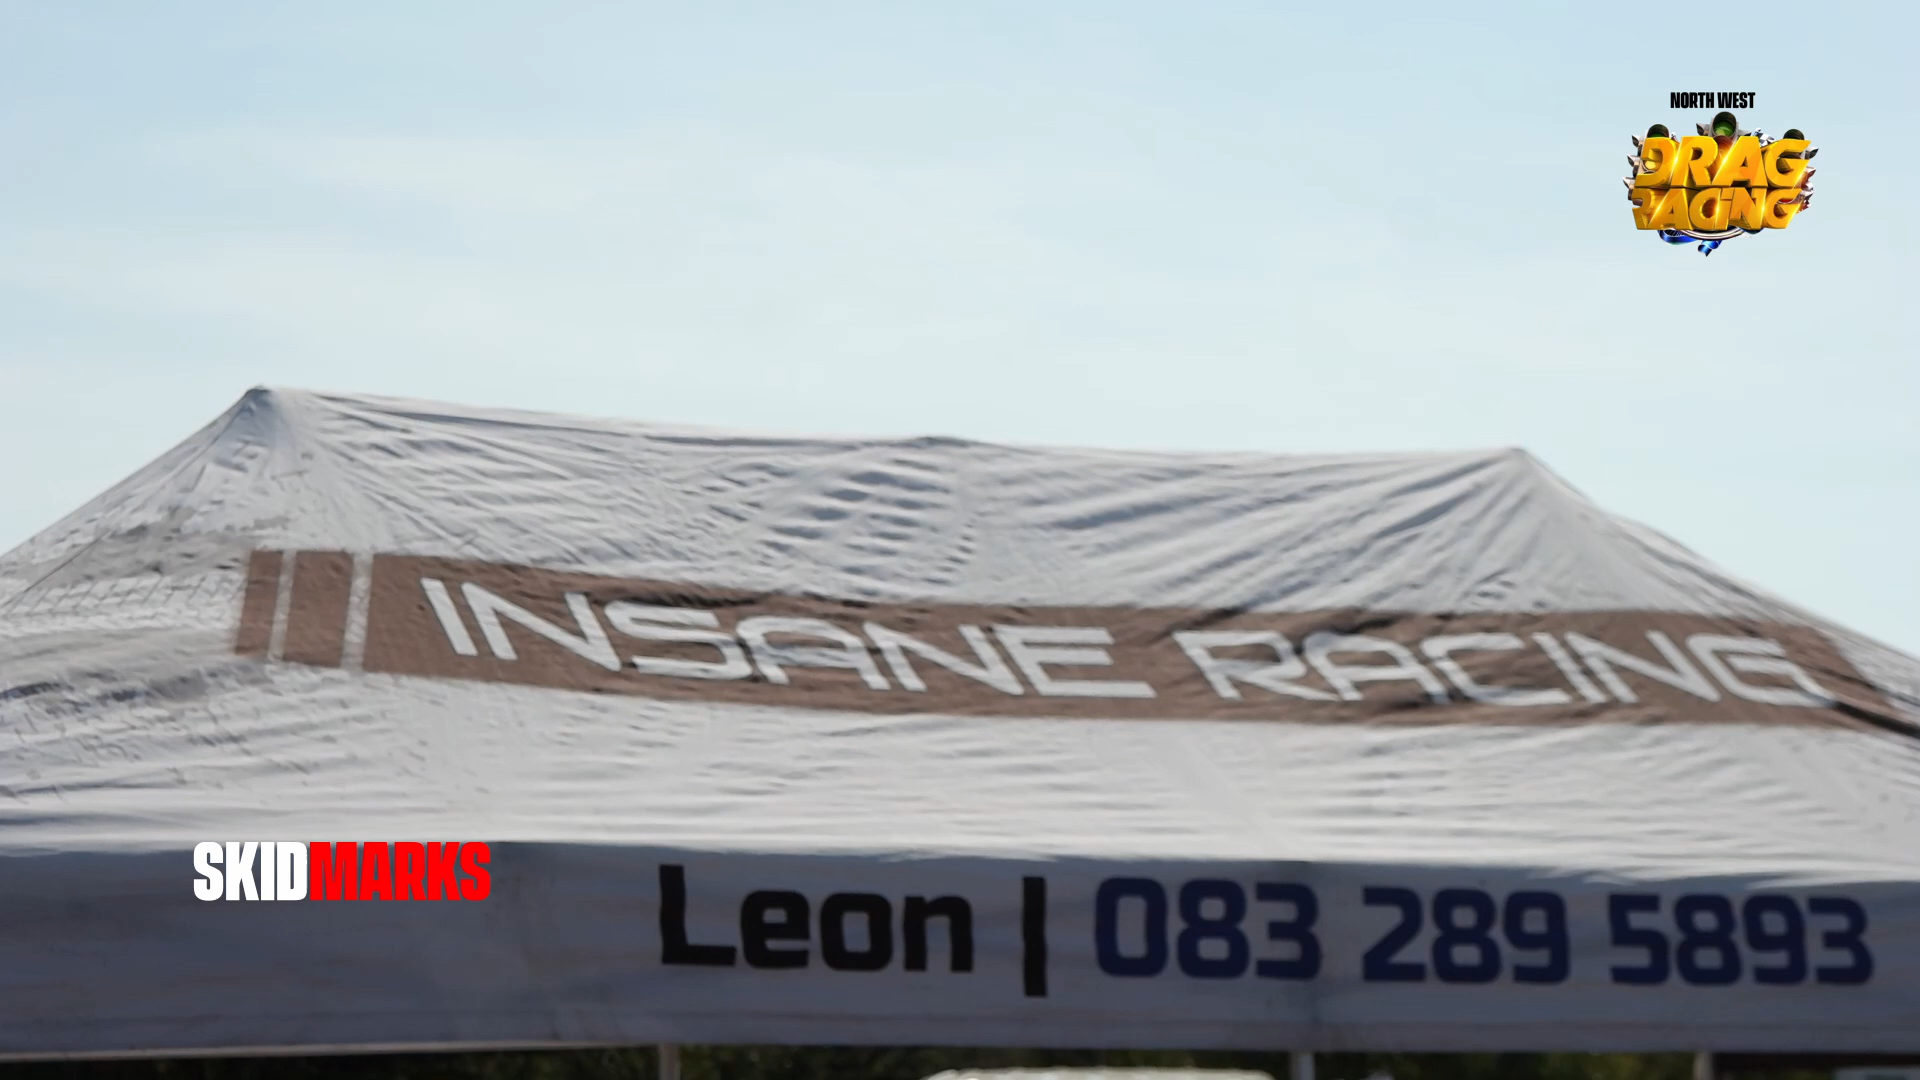 NORTH WEST
DRAG
RACING
INSANE RACING
SKIDMARKS
Leon | 083 289 5893